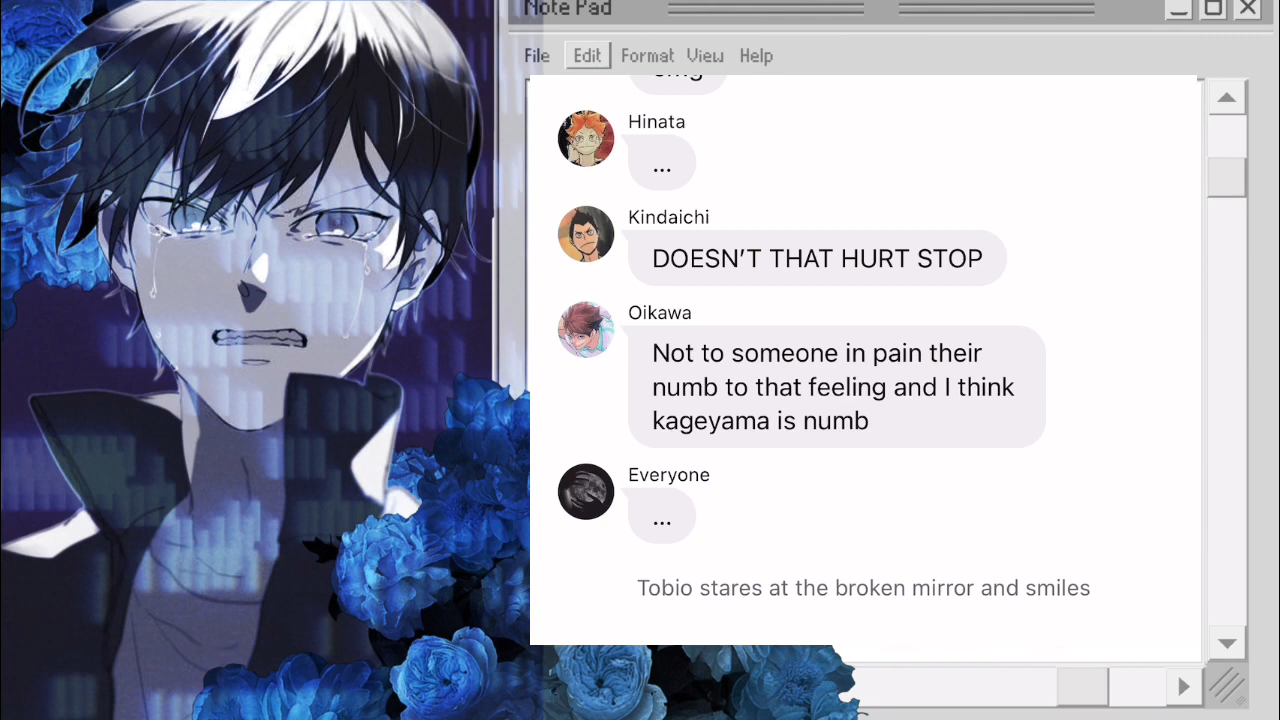 Note Pad
File Edit Format View Help
omg
Hinata
...
Kindaichi
DOESN'T THAT HURT STOP
Oikawa
Not to someone in pain their
numb to that feeling and I think
kageyama is numb
Everyone
...
Tobio stares at the broken mirror and smiles